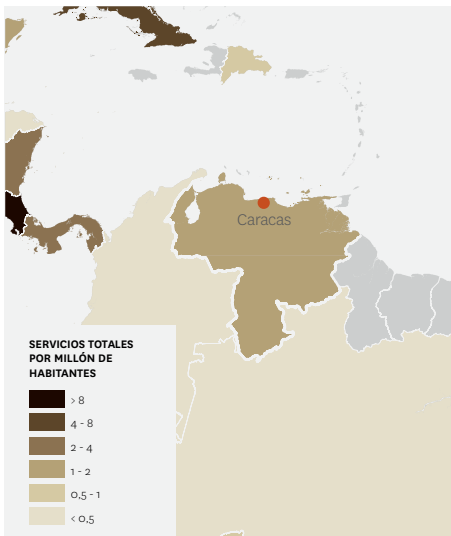 Caracas
SERVICIOS TOTALES
POR MILLÓN DE
HABITANTES
> 8
4 - 8
2 - 4
1 - 2
0,5 - 1
< 0,5